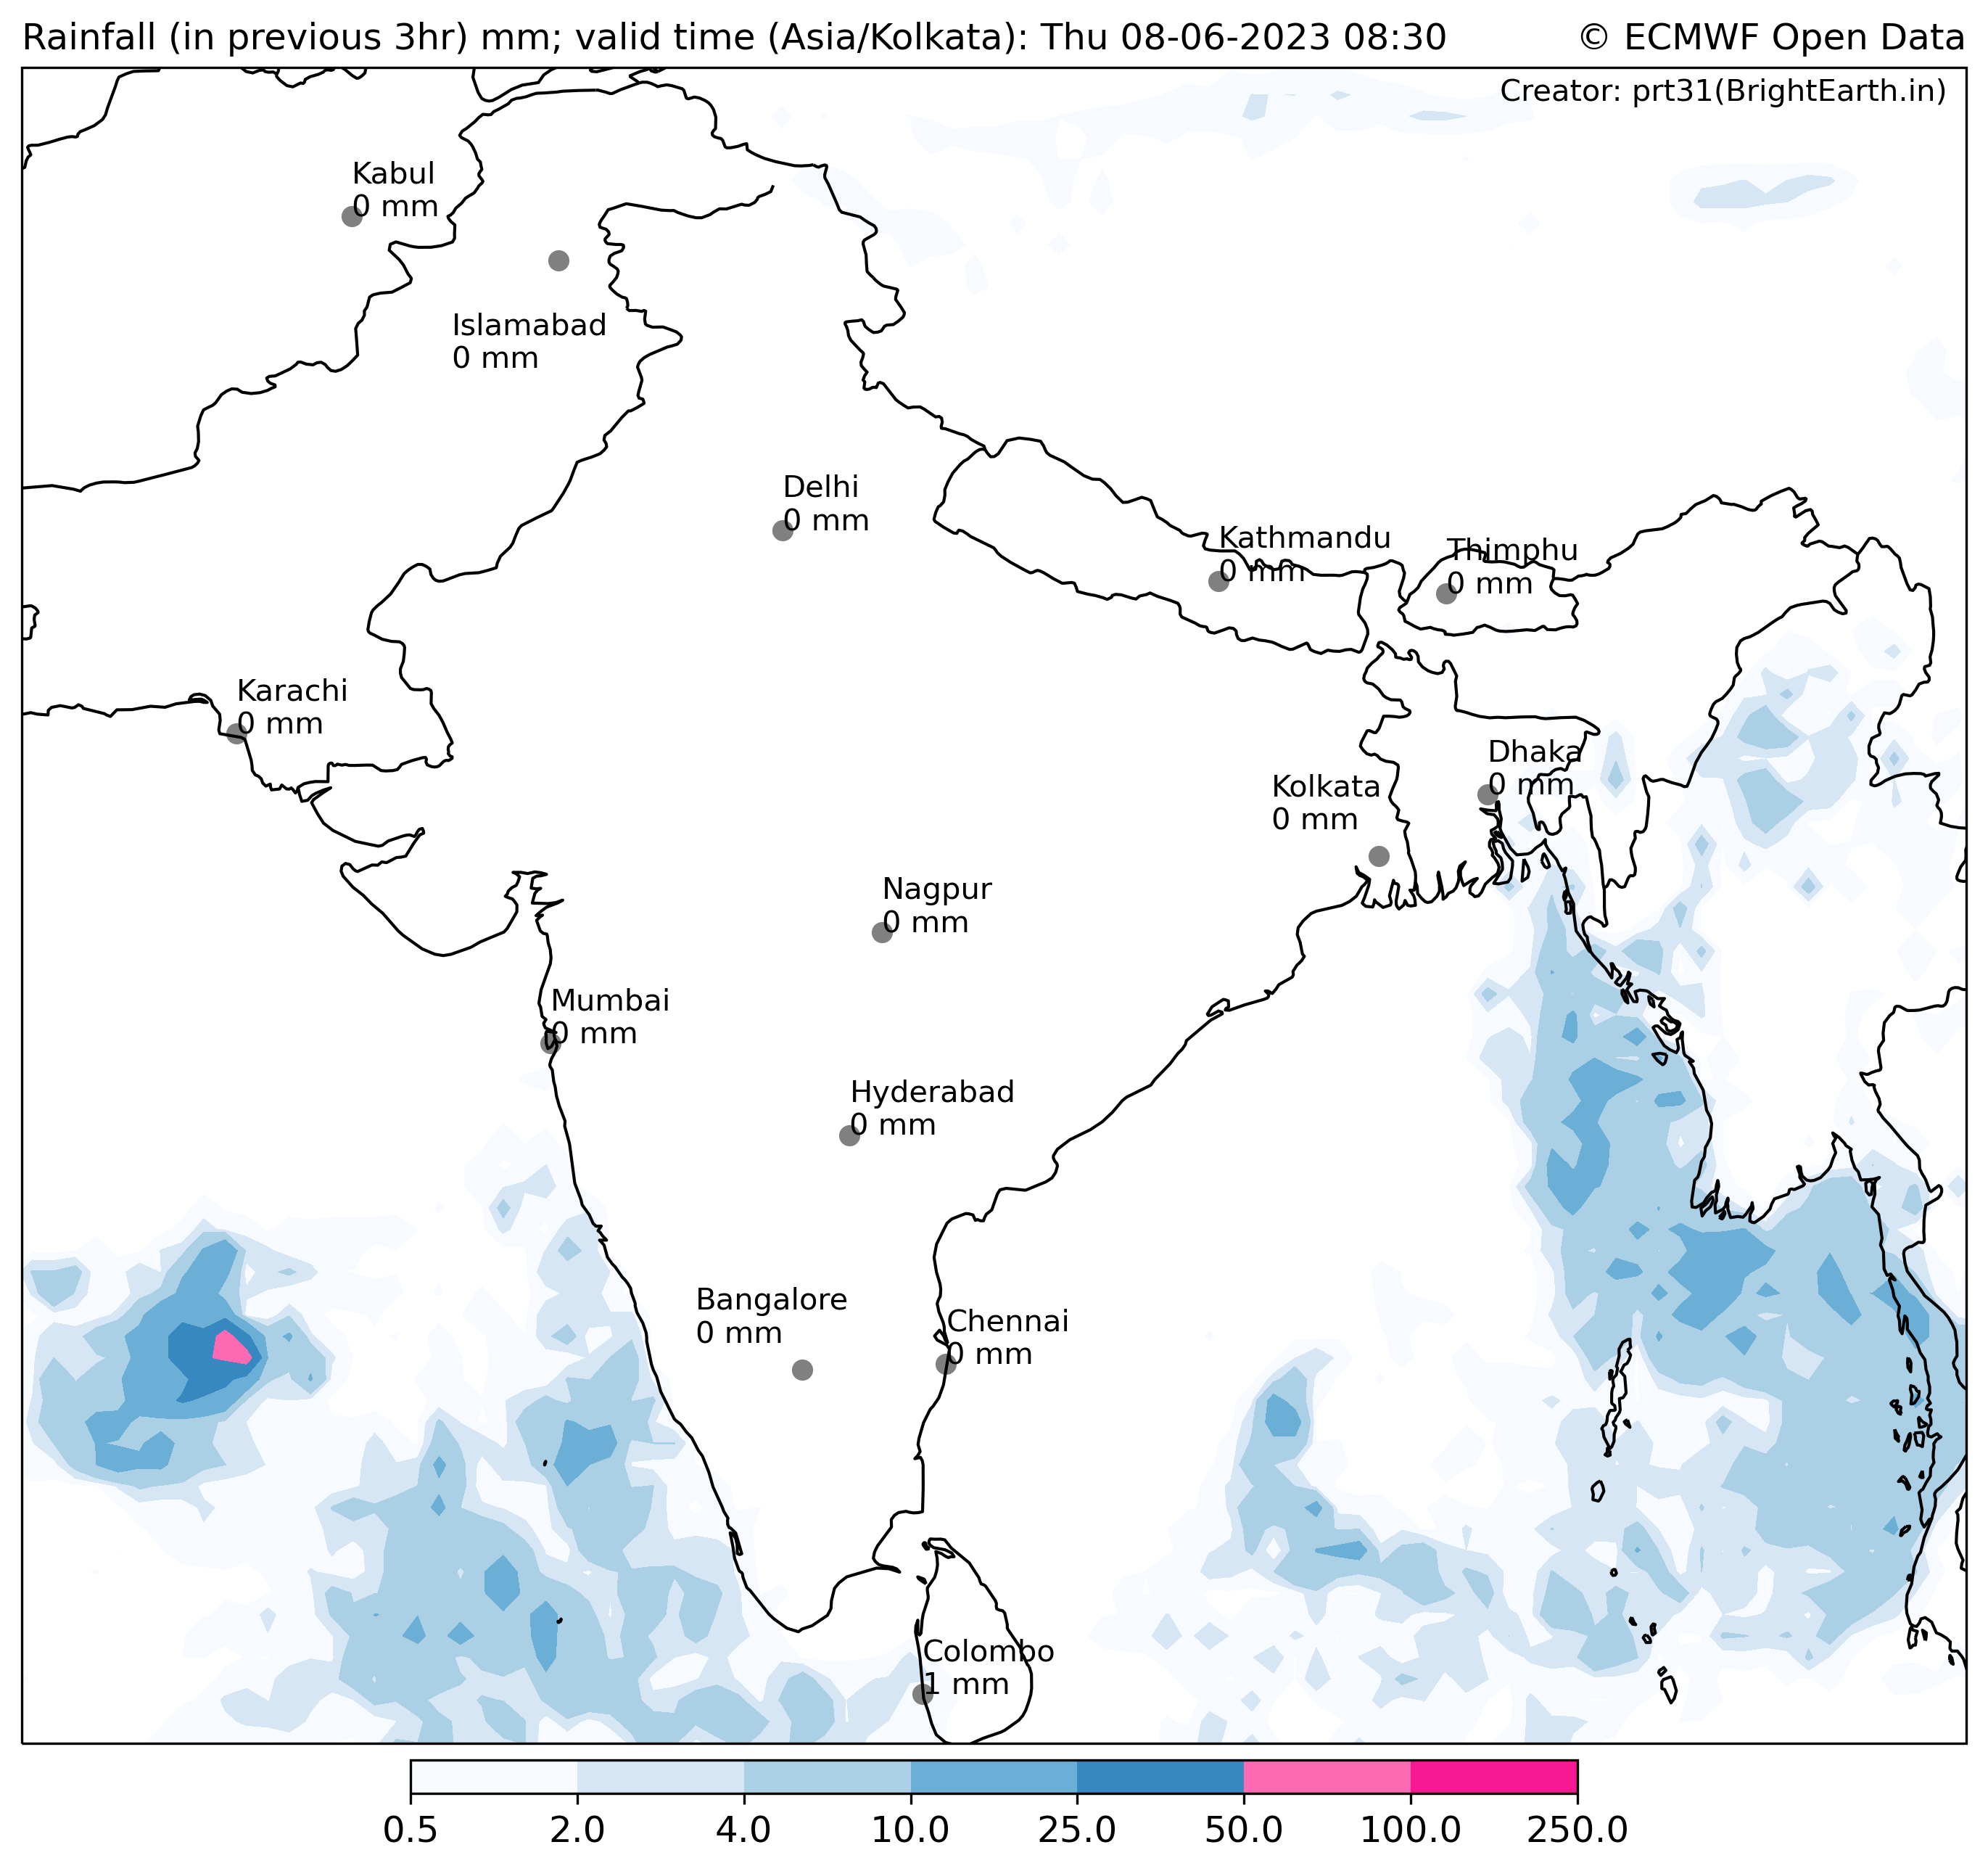 Rainfall (in previous 3hr) mm; valid time (Asia/Kolkata): Thu 08-06-2023 08:30
© ECMWF Open Data
Creator: prt31(BrightEarth.in)
Kabul
0 mm
Islamabad
0 mm
Delhi
0 mm
Kathmandu
0 mm
Thimphu
0 mm
Karachi
0 mm
Dhaka
0 mm
Kolkata
0 mm
Nagpur
0 mm
Mumbai
0 mm
Hyderabad
0 mm
Bangalore
0 mm
Chennai
0 mm
Colombo
1 mm
0.5 2.0 4.0 10.0 25.0 50.0 100.0 250.0